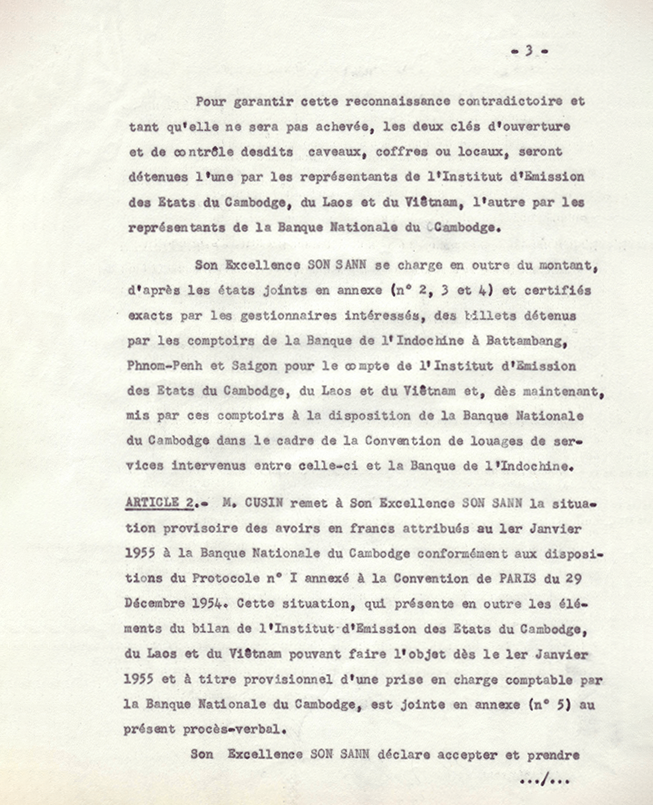 - 3 -
Pour garantir cette reconnaissance contradictoire et
tant qu'elle ne sera pas achevée, les deux clés d'ouverture
et de contrôle desdits caveaux, coffres ou locaux, seront
détenues l'une par les représentants de l'Institut d'Emission
des Etats du Cambodge, du Laos et du Viêtnam, l'autre par les
représentants de la Banque Nationale du Cambodge.
Son Excellence SON SANN se charge en outre du montant,
d'après les états joints en annexe (n° 2, 3 et 4) et certifiés
exacts par les gestionnaires intéressés, des billets détenus
par les comptoirs de la Banque de l'Indochine à Battambang,
Phnom-Penh et Saigon pour le compte de l'Institut d'Emission
des Etats du Cambodge, du Laos et du Viêtnam et, dès maintenant,
mis par ces comptoirs à la disposition de la Banque Nationale
du Cambodge dans le cadre de la Convention de louages de ser-
vices intervenus entre celle-ci et la Banque de l'Indochine.
ARTICLE 2.- M. CUSIN remet à Son Excellence SON SANN la situa-
tion provisoire des avoirs en francs attribués au 1er Janvier
1955 à la Banque Nationale du Cambodge conformément aux disposi-
tions du Protocole n° I annexé à la Convention de PARIS du 29
Décembre 1954. Cette situation, qui présente en outre les élé-
ments du bilan de l'Institut d'Emission des Etats du Cambodge,
du Laos et du Viêtnam pouvant faire l'objet dès le 1er Janvier
1955 et à titre provisionnel d'une prise en charge comptable par
la Banque Nationale du Cambodge, est jointe en annexe (n° 5) au
présent procès-verbal.
Son Excellence SON SANN déclare accepter et prendre
.../...